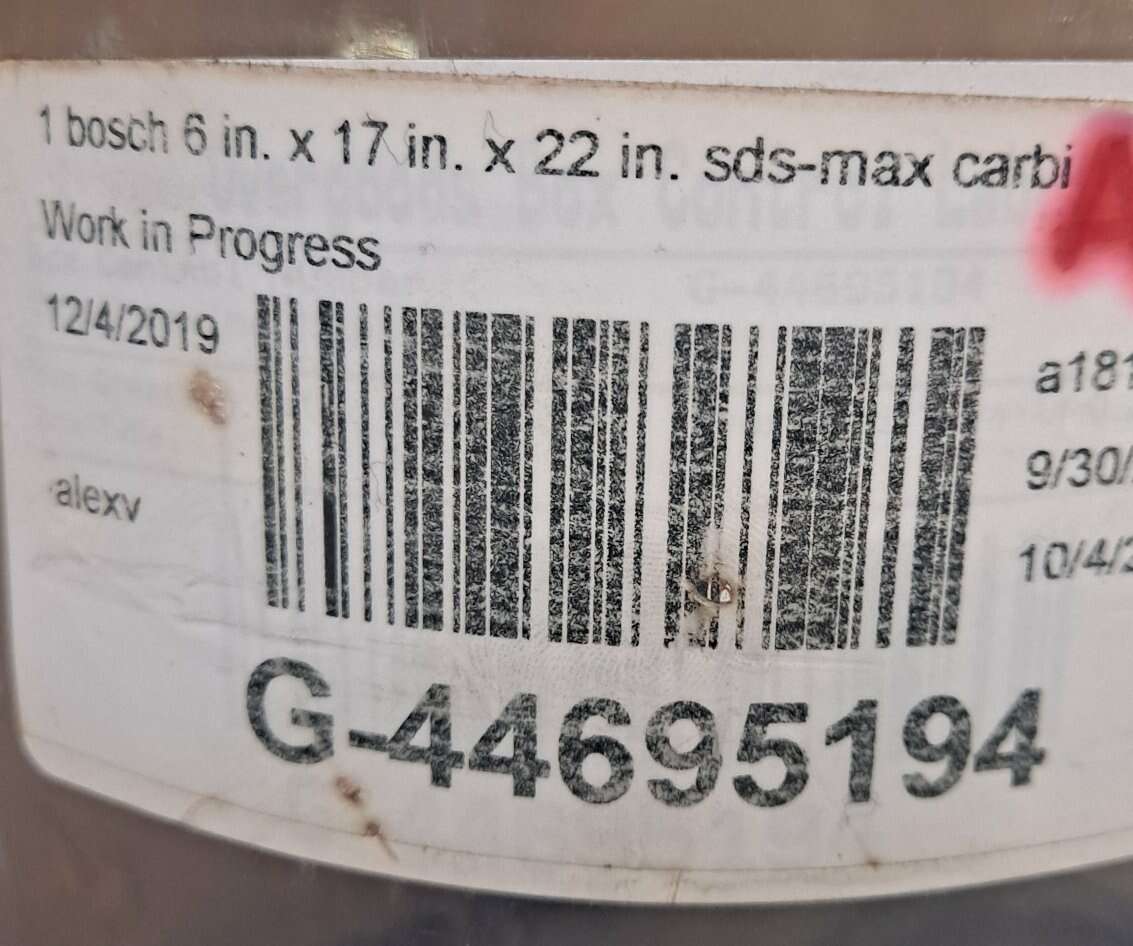 1 bosch 6 in. x 17 in. x 22 in. sds-max carbi
A
Work in Progress
12/4/2019
a181
9/30/
alexv
10/4/2
G-44695194